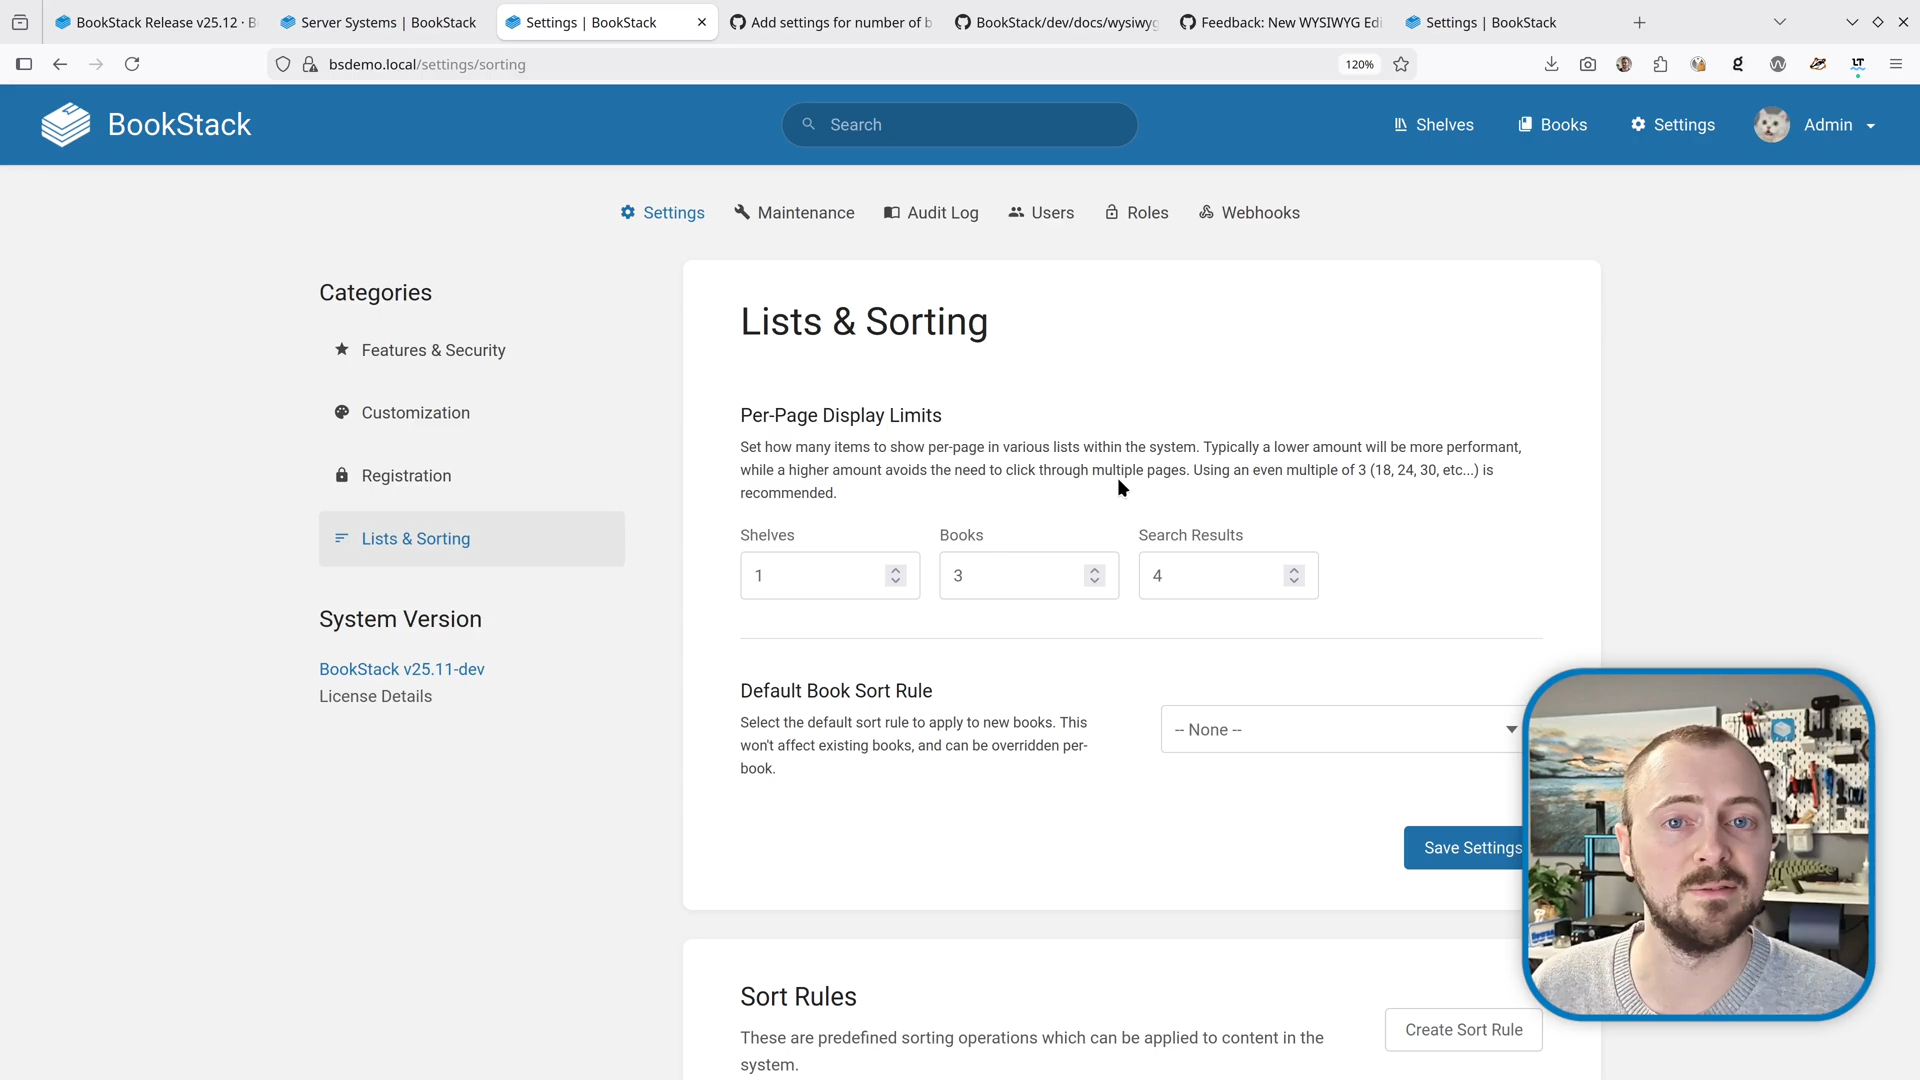 BookStack Release v25.12 · B
Server Systems | BookStack
Settings | BookStack
Add settings for number of b
BookStack/dev/docs/wysiwyg
Feedback: New WYSIWYG Edi
Settings | BookStack
bsdemo.local/settings/sorting
120%
BookStack
Search
Shelves
Books
Settings
Admin
Settings
Maintenance
Audit Log
Users
Roles
Webhooks
Categories
Features & Security
Customization
Registration
Lists & Sorting
System Version
BookStack v25.11-dev
License Details
Lists & Sorting
Per-Page Display Limits
Set how many items to show per-page in various lists within the system. Typically a lower amount will be more performant,
while a higher amount avoids the need to click through multiple pages. Using an even multiple of 3 (18, 24, 30, etc...) is
recommended.
Shelves
Books
Search Results
1
3
4
Default Book Sort Rule
Select the default sort rule to apply to new books. This
won't affect existing books, and can be overridden per-
book.
-- None --
Save Settings
Sort Rules
These are predefined sorting operations which can be applied to content in the
system.
Create Sort Rule